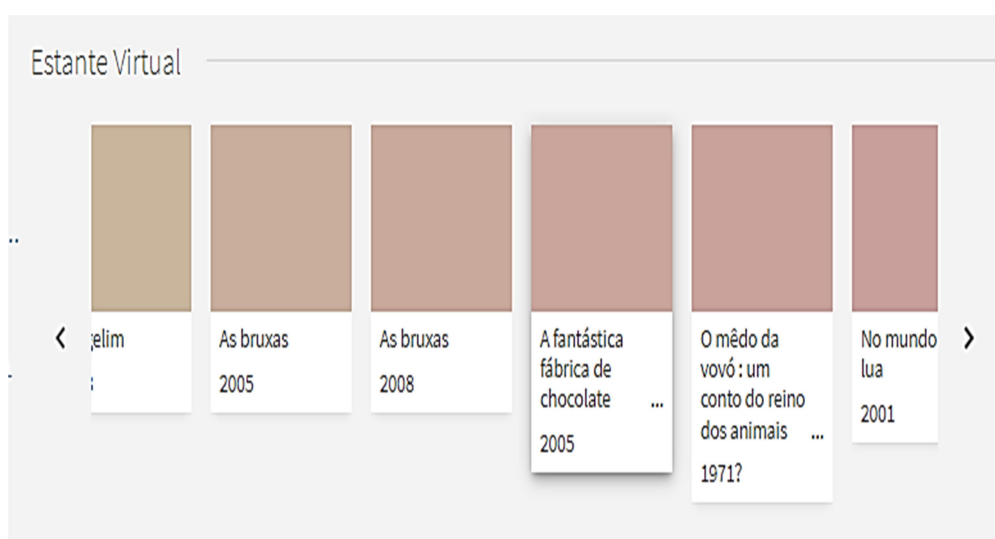 Estante Virtual
gelim
As bruxas
2005
As bruxas
2008
A fantástica
fábrica de
chocolate ...
2005
O mêdo da
vovó : um
conto do reino
dos animais ...
1971?
No mundo
lua
2001